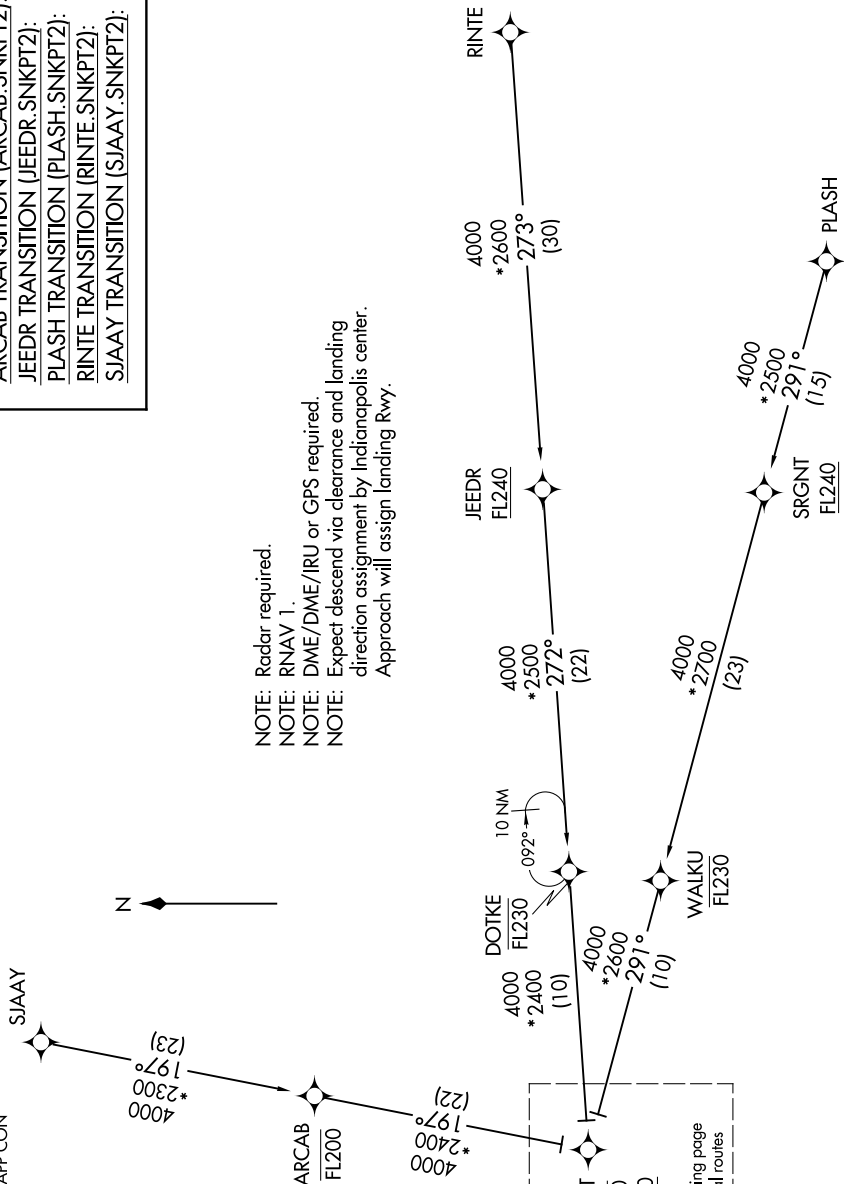 ARCAB TRANSITION (ARCAB.SNKPT2):
JEEDR TRANSITION (JEEDR.SNKPT2):
PLASH TRANSITION (PLASH.SNKPT2):
RINTE TRANSITION (RINTE.SNKPT2):
SJAAY TRANSITION (SJAAY.SNKPT2):
APP CON
NOTE: Radar required.
NOTE: RNAV 1.
NOTE: DME/DME/IRU or GPS required.
NOTE: Expect descend via clearance and landing
direction assignment by Indianapolis center.
Approach will assign landing Rwy.
N
SJAAY
4000
*2300
197°
(23)
ARCAB
FL200
4000
*2400
197°
(22)
RINTE
4000
*2600
273°
(30)
JEEDR
FL240
4000
*2500
272°
(22)
10 NM
092°
DOTKE
FL230
4000
*2400
(10)
PLASH
4000
*2500
291°
(15)
SRGNT
FL240
4000
*2700
(23)
WALKU
FL230
4000
*2600
291°
(10)
page
routes